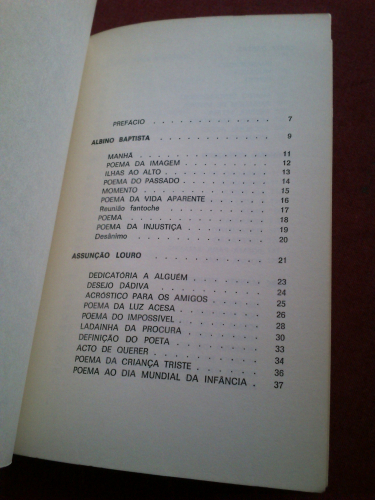 PREFÁCIO . . . . . . . . . . . 7
ALBINO BAPTISTA . . . . . . . . . . 9
MANHÃ . . . . . . . . . . . 11
POEMA DA IMAGEM . . . . . . . . 12
ILHAS AO ALTO . . . . . . . . . 13
POEMA DO PASSADO . . . . . . . . 14
MOMENTO . . . . . . . . . . 15
POEMA DA VIDA APARENTE . . . . . . 16
Reunião fantoche . . . . . . . . . 17
POEMA . . . . . . . . . . . 18
POEMA DA INJUSTIÇA . . . . . . . 19
Desânimo . . . . . . . . . . 20
ASSUNÇÃO LOURO . . . . . . . . . 21
DEDICATORIA A ALGUÉM . . . . . . . 23
DESEJO DÁDIVA . . . . . . . . . 24
ACRÓSTICO PARA OS AMIGOS . . . . . 25
POEMA DA LUZ ACESA . . . . . . . 26
POEMA DO IMPOSSÍVEL . . . . . . . 28
LADAINHA DA PROCURA . . . . . . . 30
DEFINIÇÃO DO POETA . . . . . . . 33
ACTO DE QUERER . . . . . . . . 34
POEMA DA CRIANÇA TRISTE . . . . . . 36
POEMA AO DIA MUNDIAL DA INFÂNCIA . 37